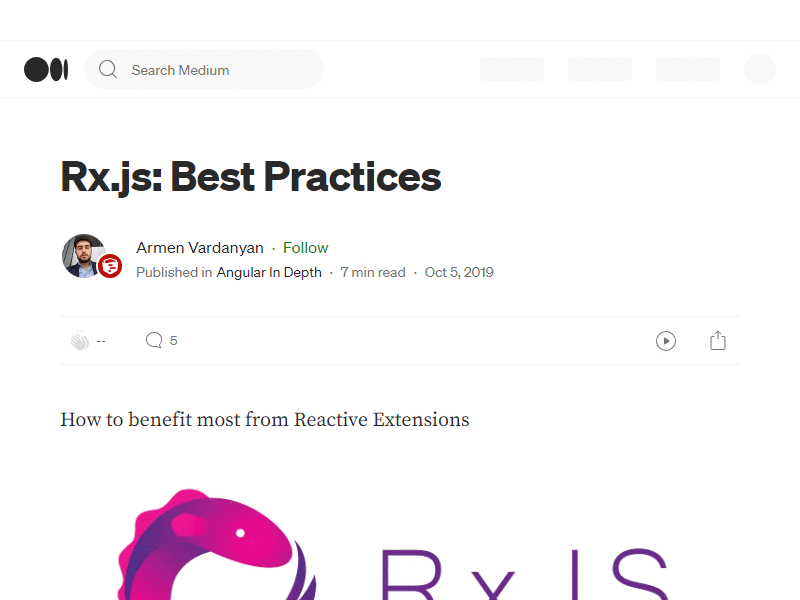 Search Medium
Rx.js: Best Practices
Armen Vardanyan · Follow
Published in Angular In Depth · 7 min read · Oct 5, 2019
-- 5
How to benefit most from Reactive Extensions
RxJS